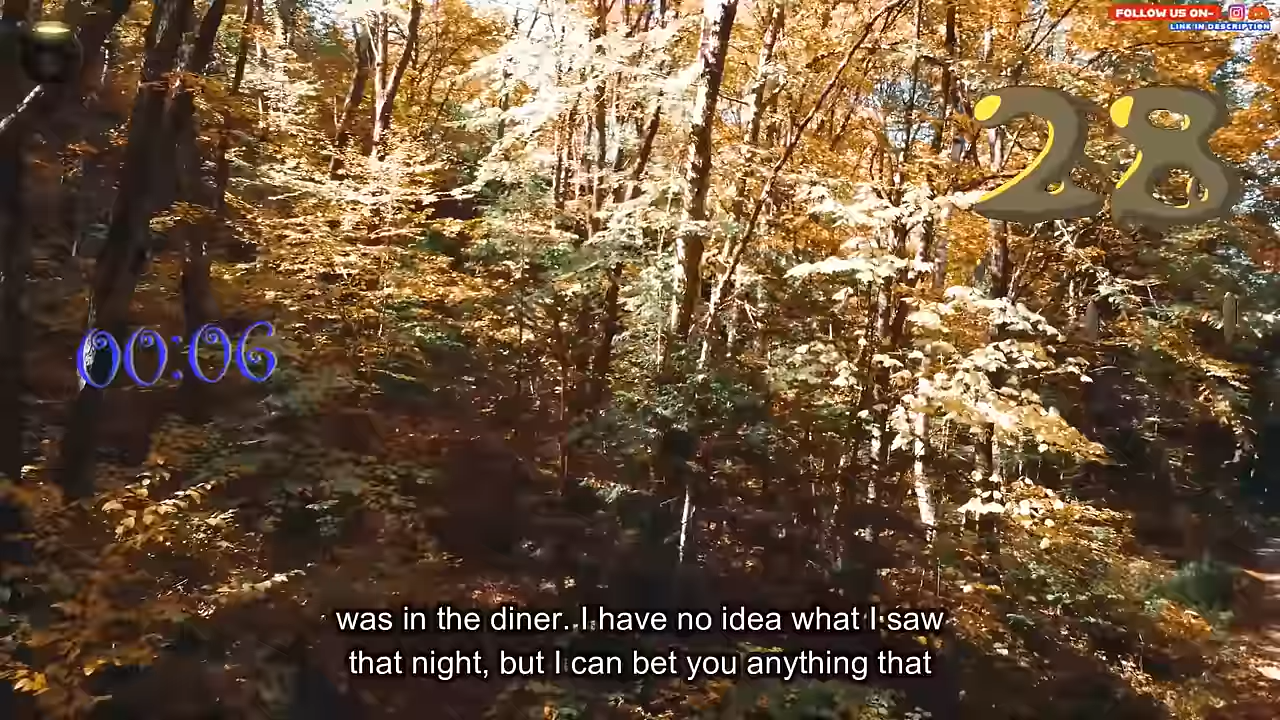 FOLLOW US ON-
LINK IN DESCRIPTION
28
00:06
was in the diner. I have no idea what I saw
that night, but I can bet you anything that